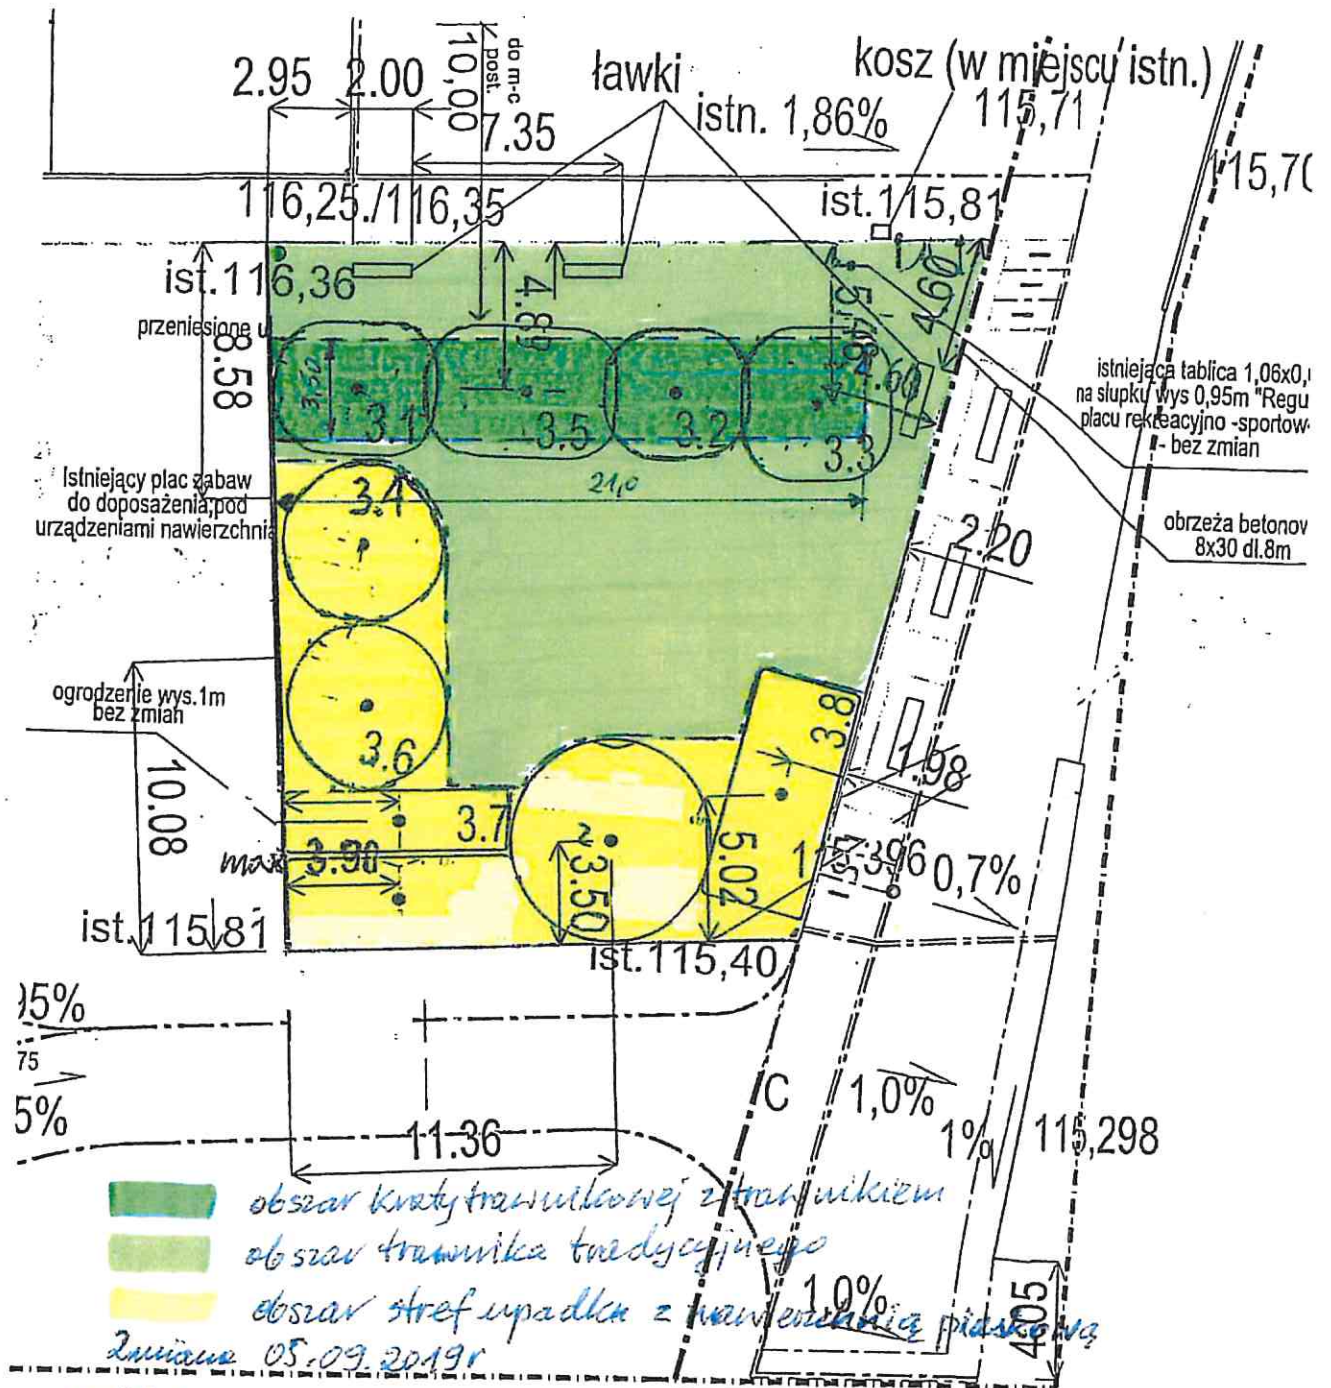 do m-c
post.
10,00
2.95
2.00
7.35
ławki
kosz (w miejscu istn.)
istn. 1,86%
115,71
115,70
116,25./116,35
ist.115,81
ist.116,36
przeniesione u
8.58
4.89
5.46
4.60
2.60
3,50
3.1
3.5
3.2
3.3
istniejąca tablica 1,06x0,
na słupku wys 0,95m "Regu
placu rekreacyjno -sportow
- bez zmian
Istniejący plac zabaw
do doposażenia,pod
urządzeniami nawierzchnia
3.4
21,0
obrzeża betonow
8x30 dl.8m
2.20
ogrodzenie wys.1m
bez zmian
3.6
3.8
1.98
10.08
3.7
max
3.90
3.50
5.02
0,7%
ist.115,81
ist.115,40
95%
75
5%
11.36
C
1,0%
1%
115,298
obszar kraty trawnikowej z trawnikiem
obszar trawnika tradycyjnego
obszar stref upadku z nawierzchnią piaskową
1,0%
4.05
Zmiana 05.09.2019r